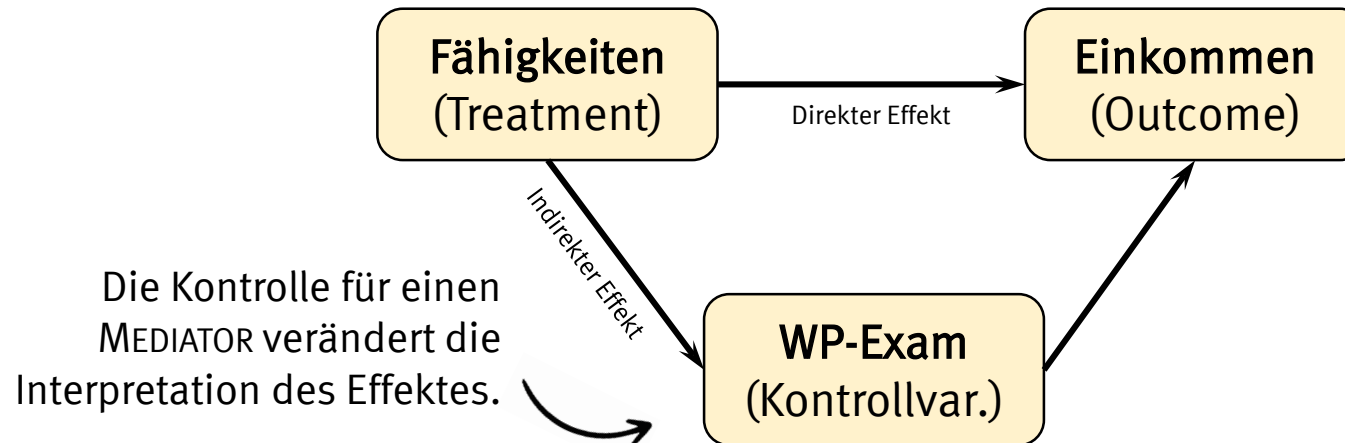 Fähigkeiten
(Treatment)
Direkter Effekt
Einkommen
(Outcome)
Indirekter Effekt
Die Kontrolle für einen
MEDIATOR verändert die
Interpretation des Effektes.
WP-Exam
(Kontrollvar.)